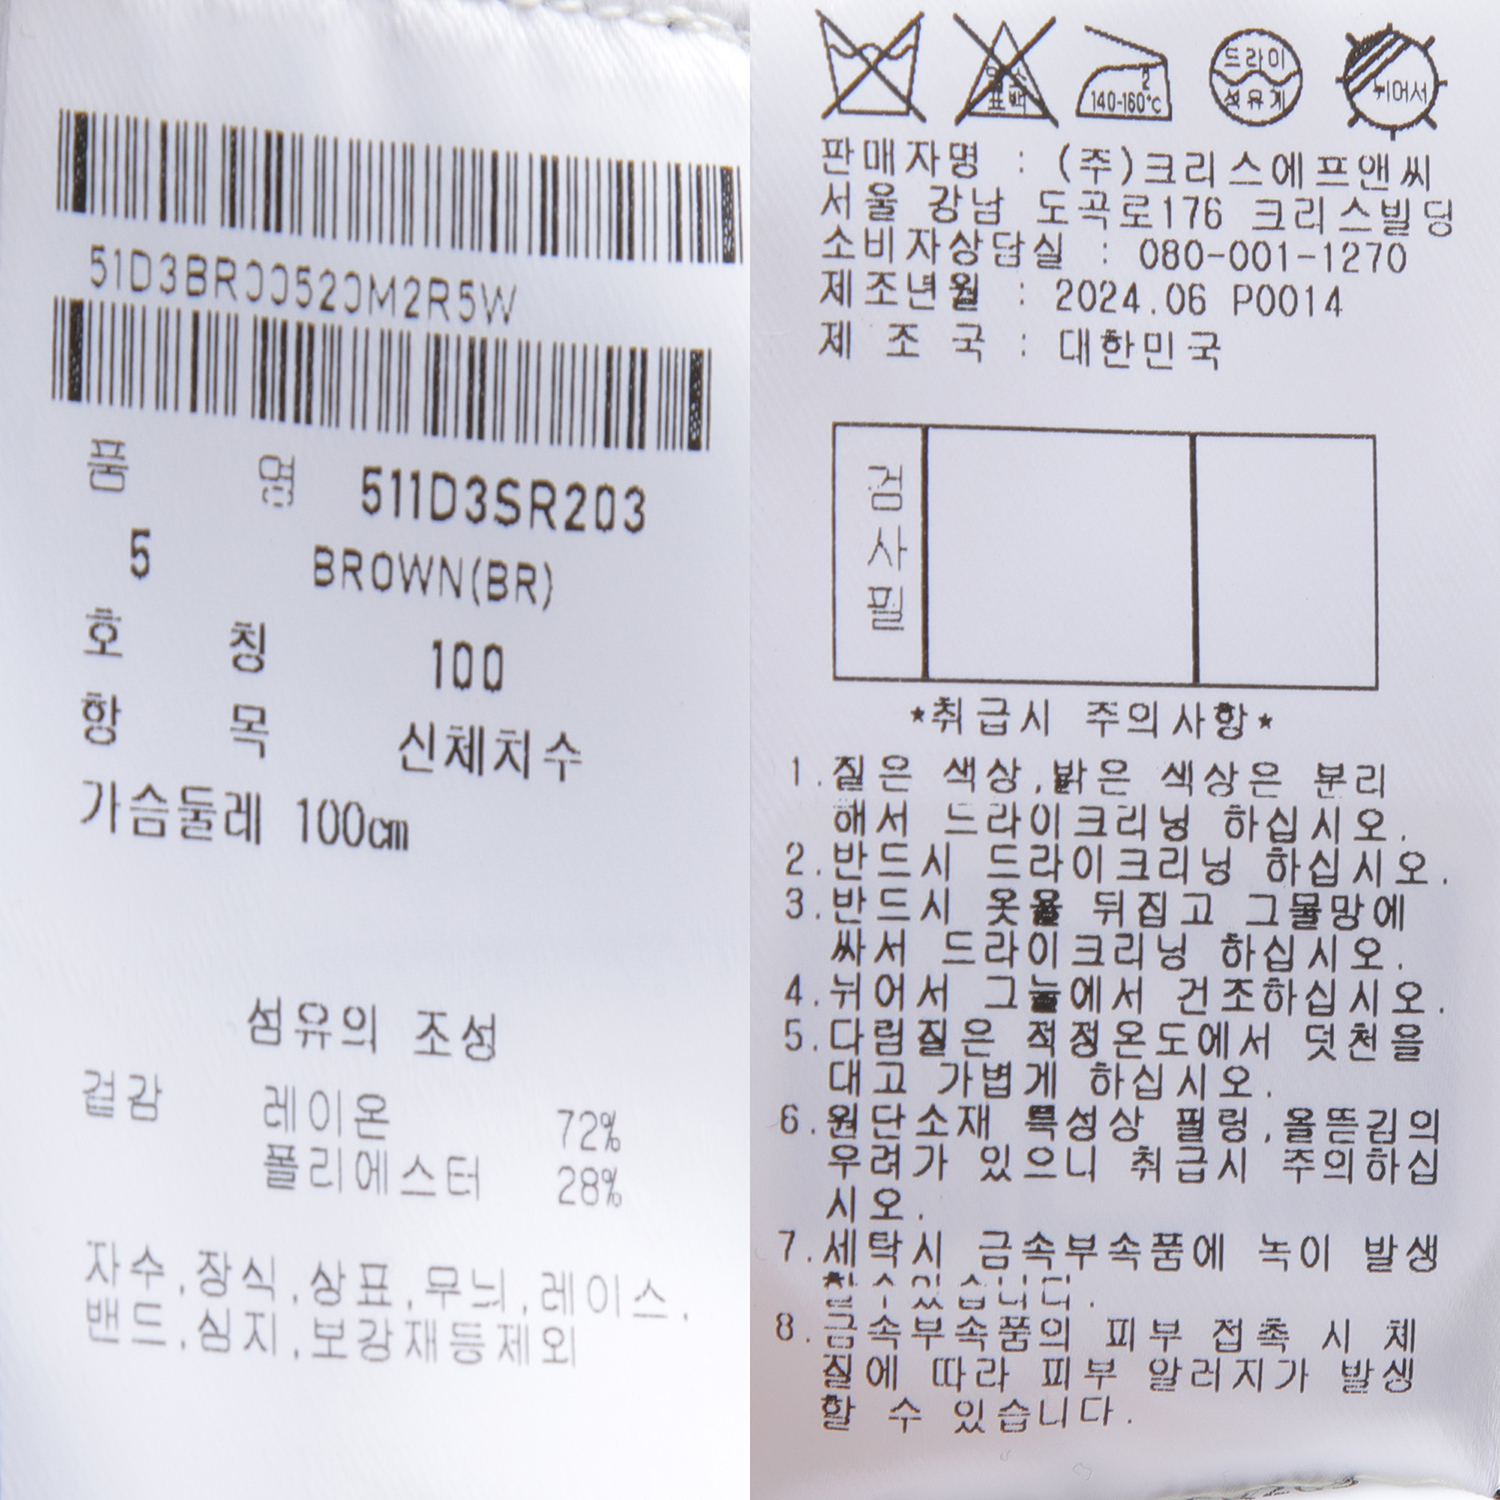 51D3BR00520M2R5W
품 명 511D3SR203
5 BROWN(BR)
호 칭 100
항 목 신체치수
가슴둘레 100cm
섬유의 조성
겉감 레이온 72%
폴리에스터 28%
자수,장식,상표,무늬,레이스,
밴드,심지,보강재등제외
염소
표백
2
140-160℃
드라이
석유계
뉘어서
판매자명 : (주)크리스에프앤씨
서울 강남 도곡로176 크리스빌딩
소비자상담실 : 080-001-1270
제조년월 : 2024.06 P0014
제 조 국 : 대한민국
검사필
*취급시 주의사항*
1.짙은 색상,밝은 색상은 분리
해서 드라이크리닝 하십시오.
2.반드시 드라이크리닝 하십시오.
3.반드시 옷을 뒤집고 그물망에
싸서 드라이크리닝 하십시오.
4.뉘어서 그늘에서 건조하십시오.
5.다림질은 적정온도에서 덧천을
대고 가볍게 하십시오.
6.원단소재 특성상 필링,올뜯김의
우려가 있으니 취급시 주의하십
시오.
7.세탁시 금속부속품에 녹이 발생
할 수 있습니다.
8.금속부속품의 피부 접촉 시 체
질에 따라 피부 알러지가 발생
할 수 있습니다.